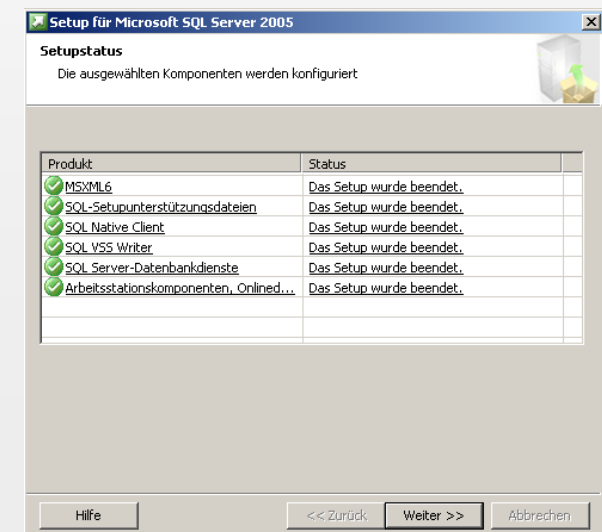 Setup für Microsoft SQL Server 2005
Setupstatus
Die ausgewählten Komponenten werden konfiguriert
Produkt Status
MSXML6 Das Setup wurde beendet.
SQL-Setupunterstützungsdateien Das Setup wurde beendet.
SQL Native Client Das Setup wurde beendet.
SQL VSS Writer Das Setup wurde beendet.
SQL Server-Datenbankdienste Das Setup wurde beendet.
Arbeitsstationskomponenten, Onlined... Das Setup wurde beendet.
Hilfe << Zurück Weiter >> Abbrechen